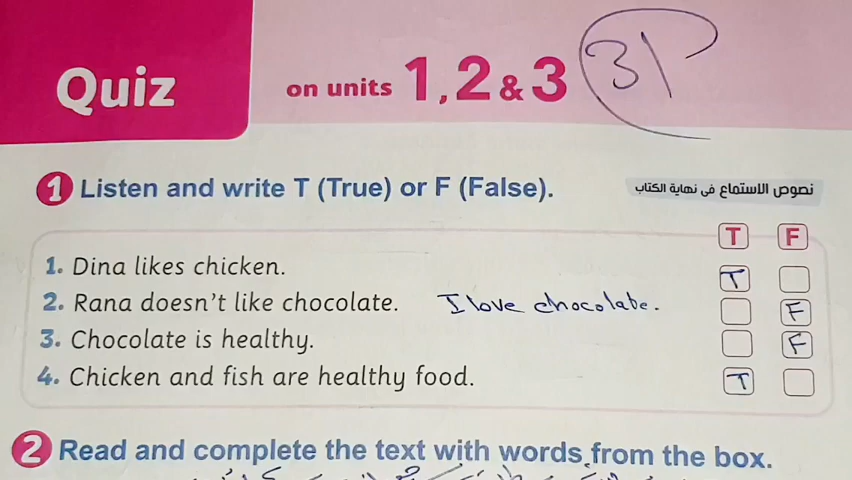 Quiz
on units 1,2 & 3
1 Listen and write T (True) or F (False).
نصوص الاستماع فى نهاية الكتاب
T F
1. Dina likes chicken. T
2. Rana doesn't like chocolate. I love chocolate. F
3. Chocolate is healthy. F
4. Chicken and fish are healthy food. T
2 Read and complete the text with words from the box.